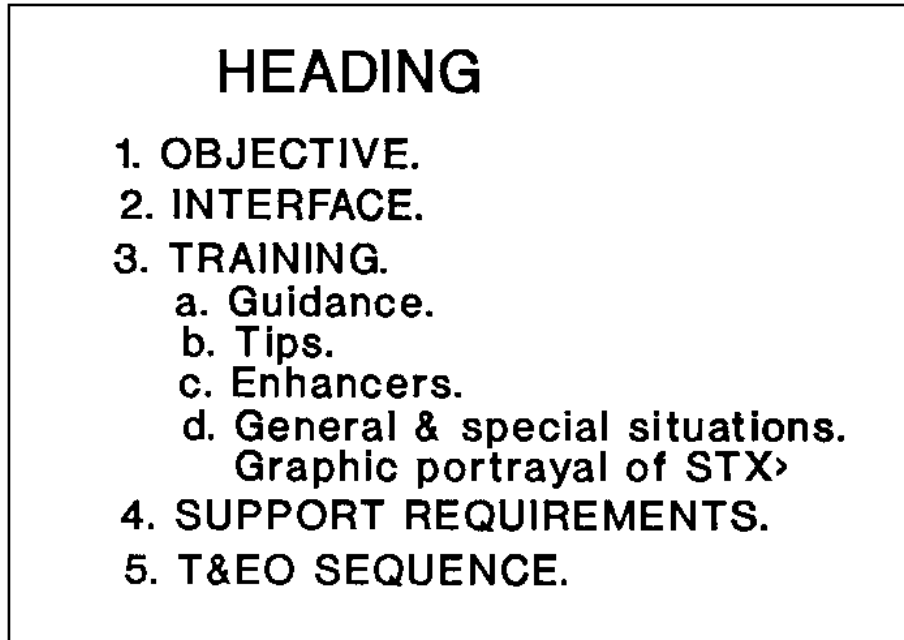 HEADING
1. OBJECTIVE.
2. INTERFACE.
3. TRAINING.
a. Guidance.
b. Tips.
c. Enhancers.
d. General & special situations.
Graphic portrayal of STX>
4. SUPPORT REQUIREMENTS.
5. T&EO SEQUENCE.